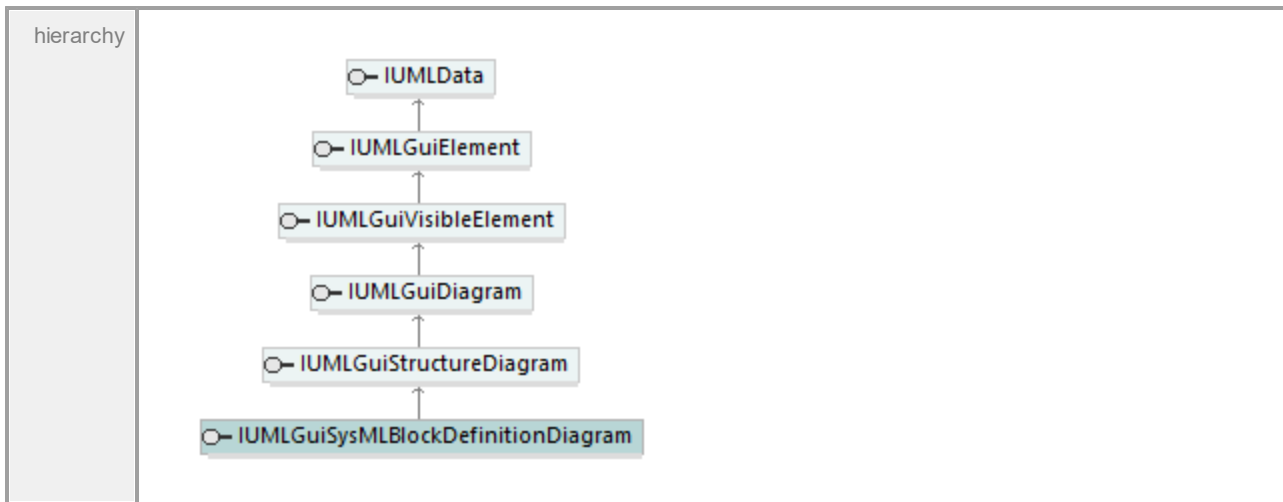 hierarchy
IUMLData
IUMLGuiElement
IUMLGuiVisibleElement
IUMLGuiDiagram
IUMLGuiStructureDiagram
IUMLGuiSysMLBlockDefinitionDiagram